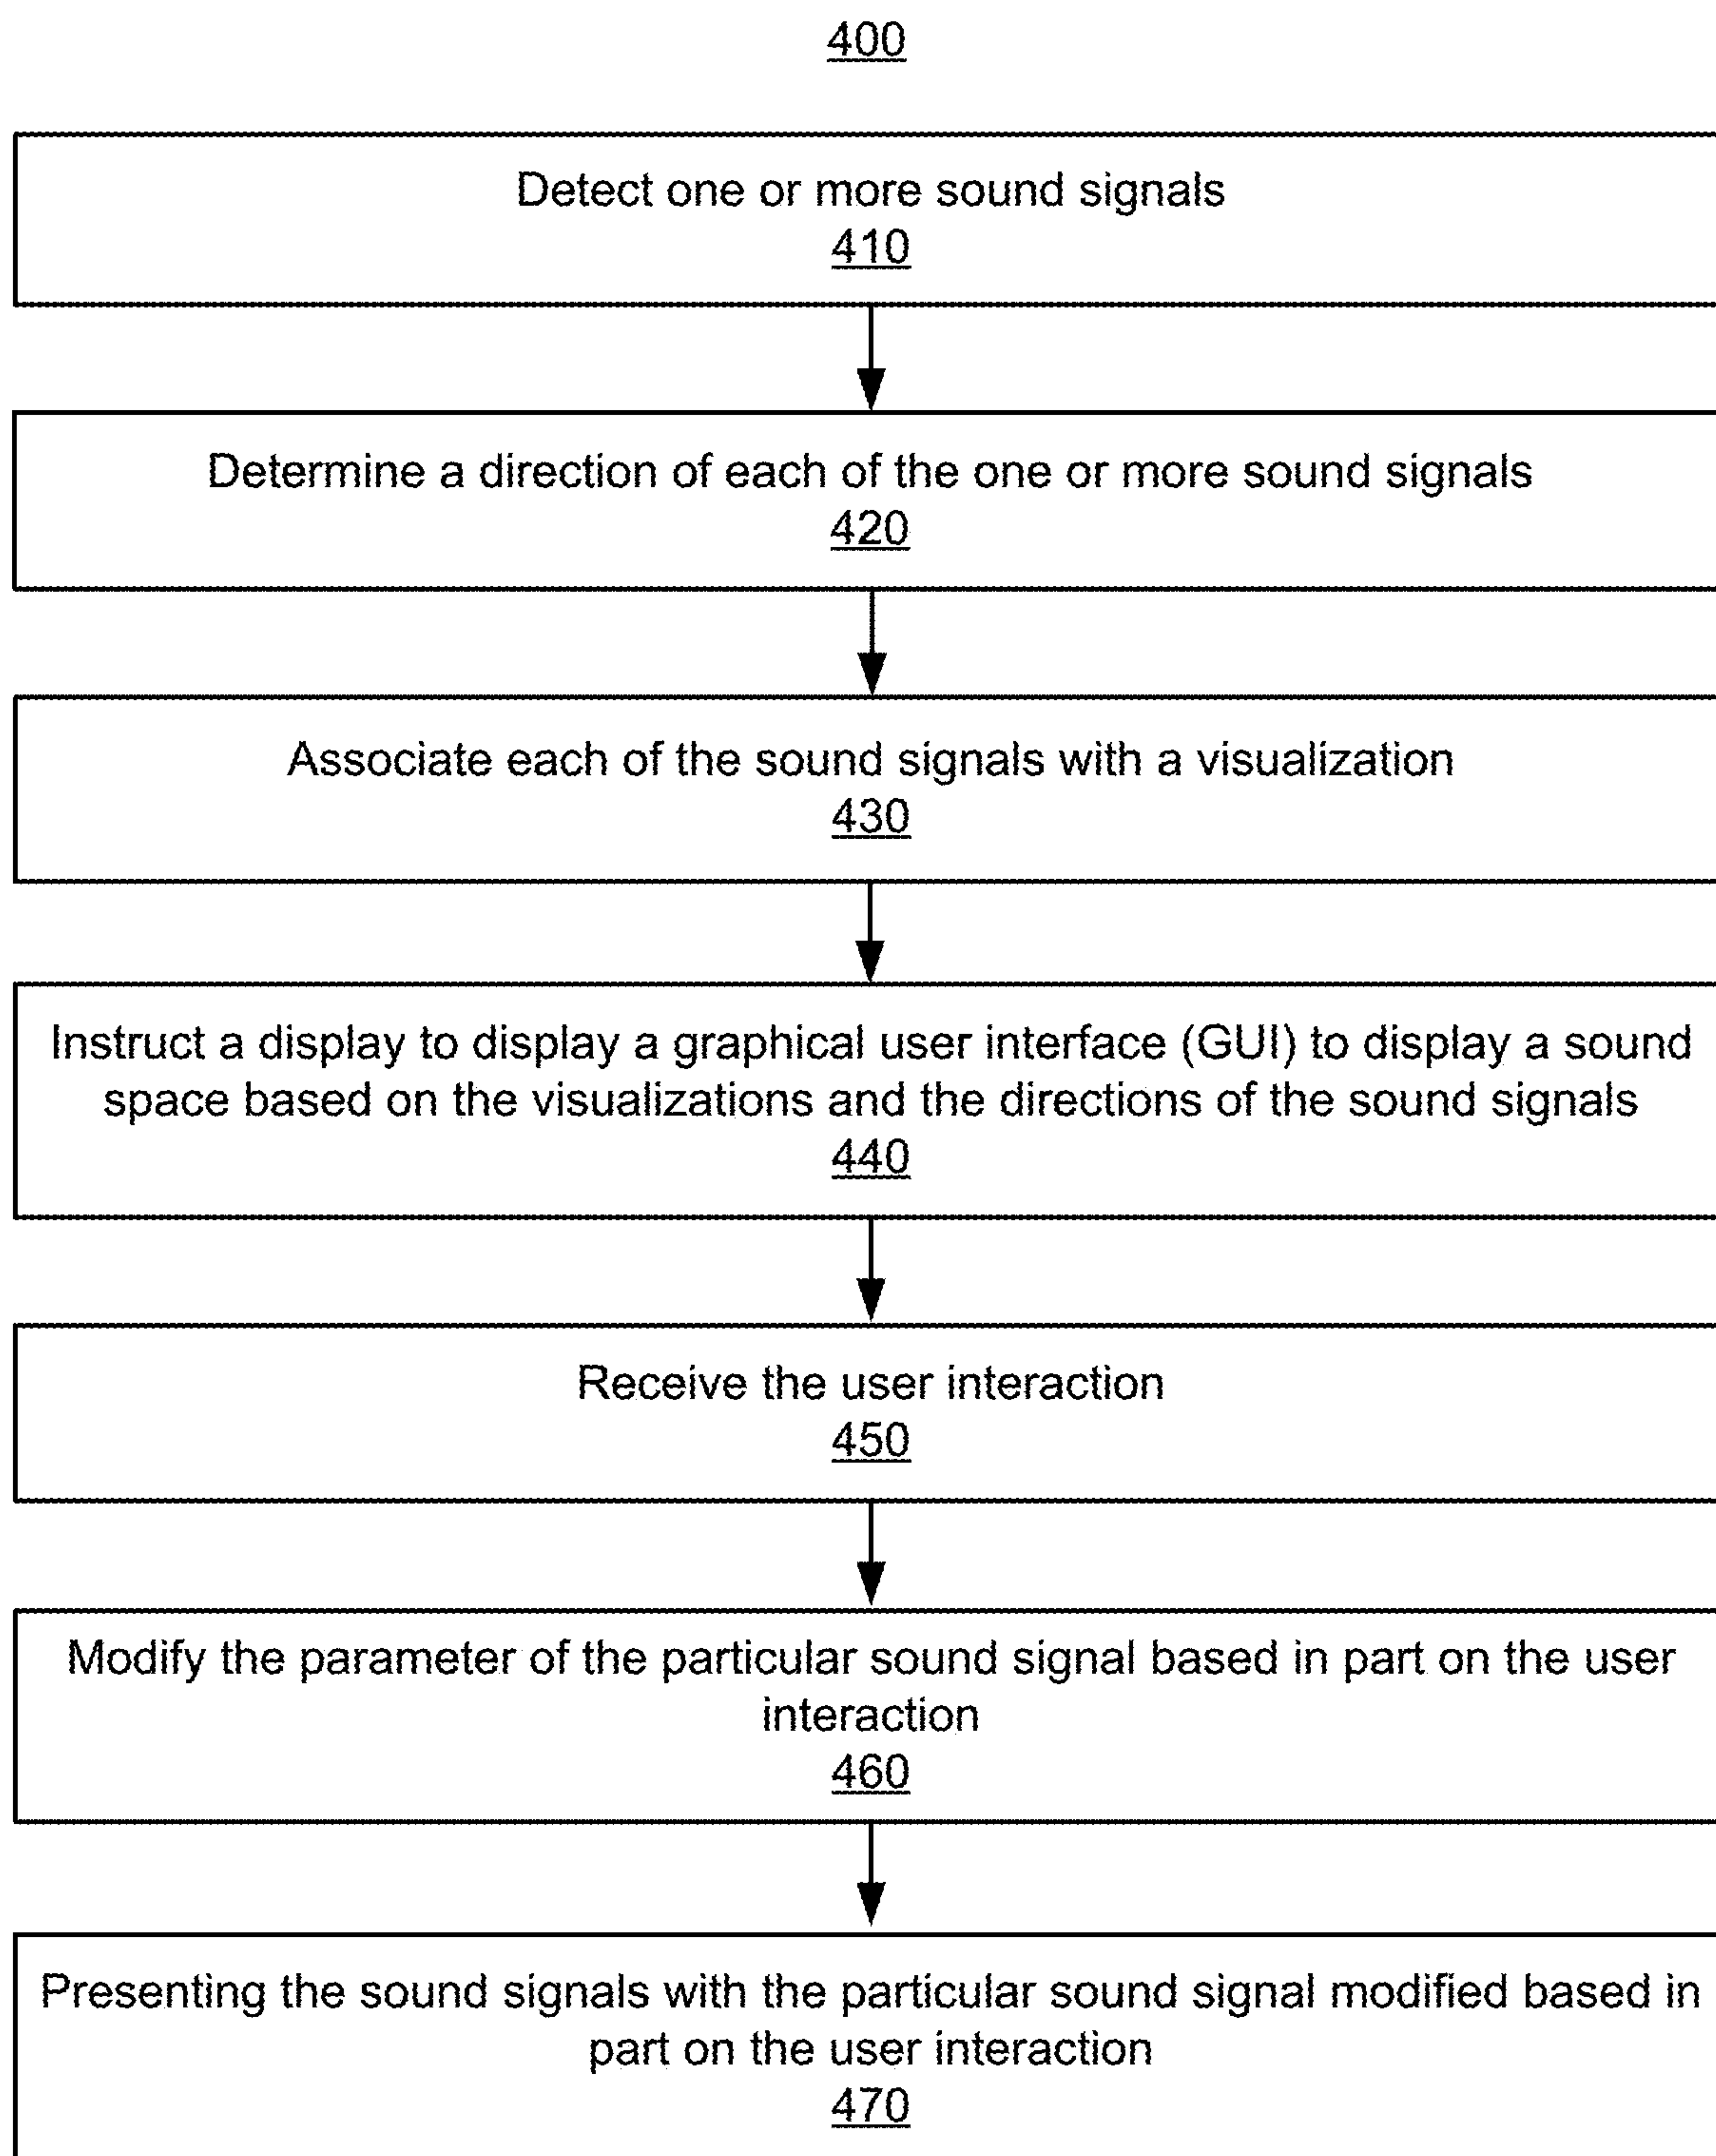 400
Detect one or more sound signals
410
Determine a direction of each of the one or more sound signals
420
Associate each of the sound signals with a visualization
430
Instruct a display to display a graphical user interface (GUI) to display a sound
space based on the visualizations and the directions of the sound signals
440
Receive the user interaction
450
Modify the parameter of the particular sound signal based in part on the user
interaction
460
Presenting the sound signals with the particular sound signal modified based in
part on the user interaction
470